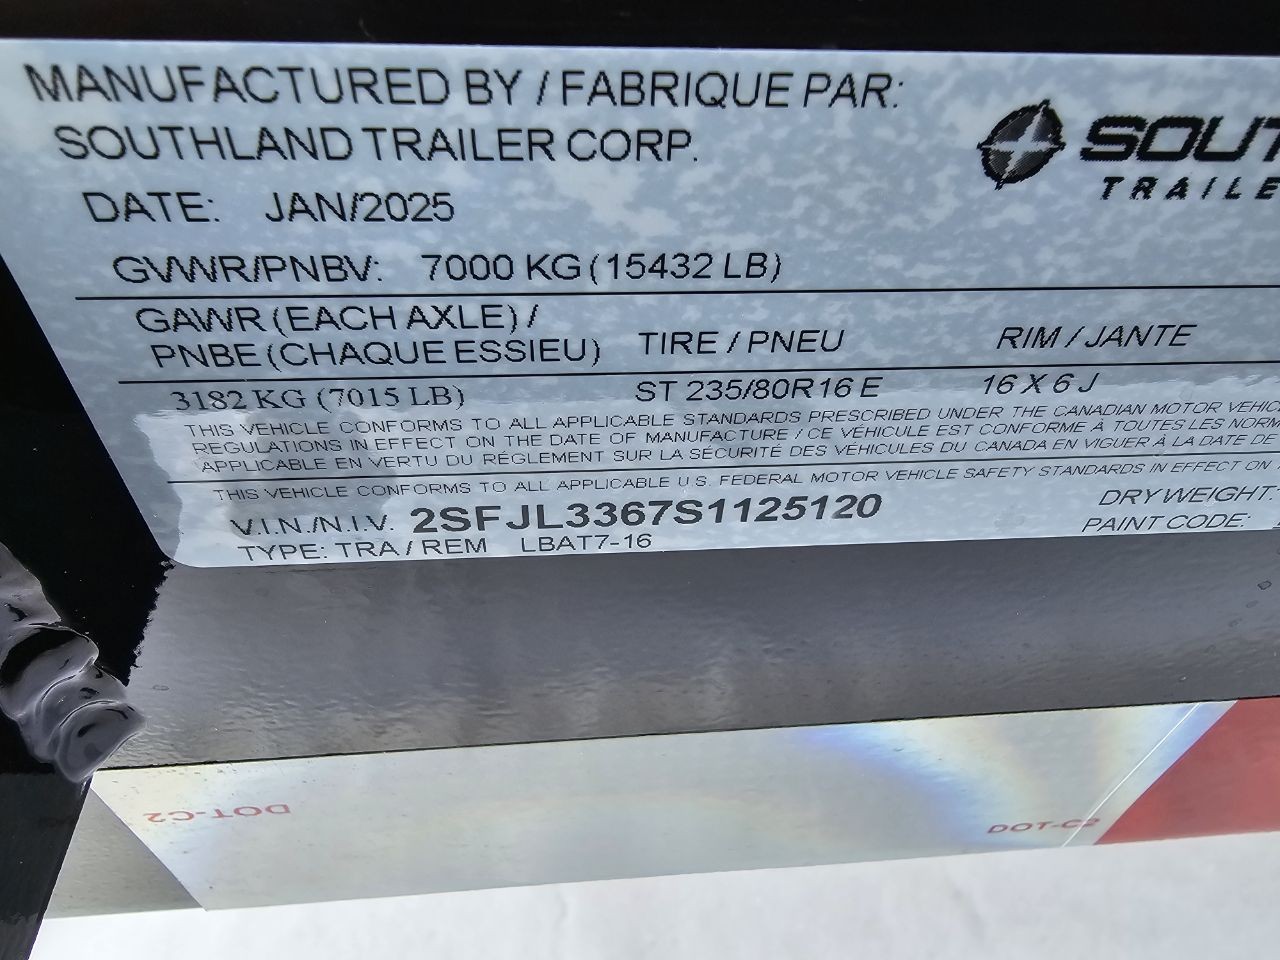 MANUFACTURED BY / FABRIQUE PAR:
SOUTHLAND TRAILER CORP.
SOUT
TRAILE
DATE: JAN/2025
GVWR/PNBV: 7000 KG (15432 LB)
GAWR (EACH AXLE) /
PNBE (CHAQUE ESSIEU) TIRE / PNEU RIM / JANTE
3182 KG (7015 LB) ST 235/80R16 E 16 X 6 J
THIS VEHICLE CONFORMS TO ALL APPLICABLE STANDARDS PRESCRIBED UNDER THE CANADIAN MOTOR VEHIC
REGULATIONS IN EFFECT ON THE DATE OF MANUFACTURE / CE VÉHICULE EST CONFORME À TOUTES LES NORM
APPLICABLE EN VERTU DU RÉGLEMENT SUR LA SÉCURITÉ DES VÉHICULES DU CANADA EN VIGUER À LA DATE DE
THIS VEHICLE CONFORMS TO ALL APPLICABLE U.S. FEDERAL MOTOR VEHICLE SAFETY STANDARDS IN EFFECT ON
V.I.N./N.I.V. 2SFJL3367S1125120 DRY WEIGHT:
TYPE: TRA / REM LBAT7-16 PAINT CODE:
DOT-C2
DOT-C2